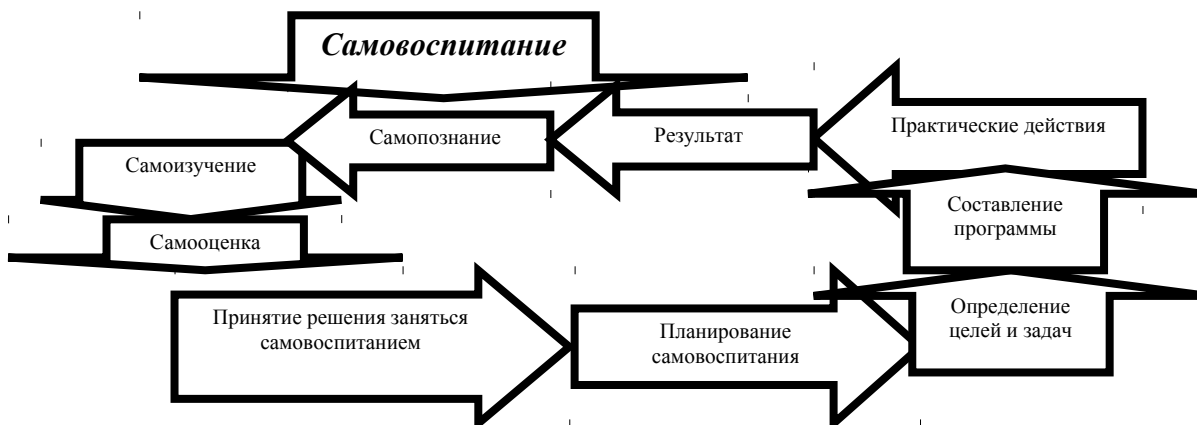 Самовоспитание
Самопознание
Результат
Практические действия
Самоизучение
Самооценка
Составление
программы
Принятие решения заняться
самовоспитанием
Планирование
самовоспитания
Определение
целей и задач